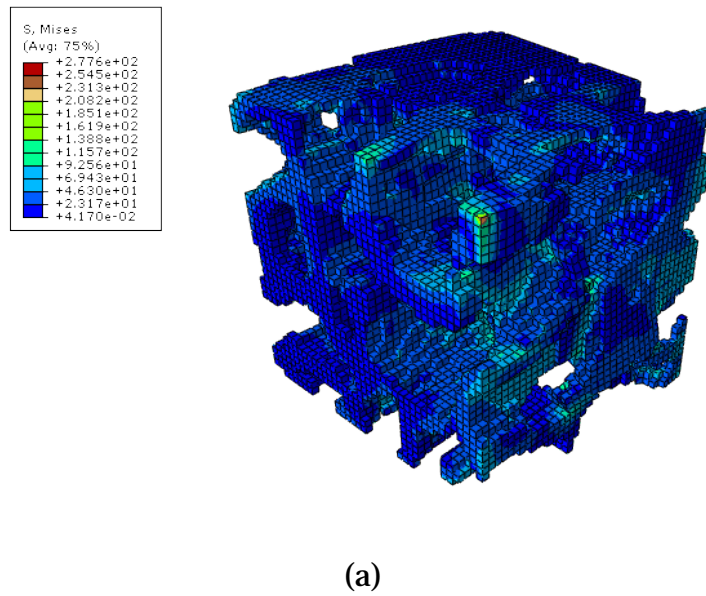 S, Mises
(Avg: 75%)
+2.776e+02
+2.545e+02
+2.313e+02
+2.082e+02
+1.851e+02
+1.619e+02
+1.388e+02
+1.157e+02
+9.256e+01
+6.943e+01
+4.630e+01
+2.317e+01
+4.170e-02
(a)